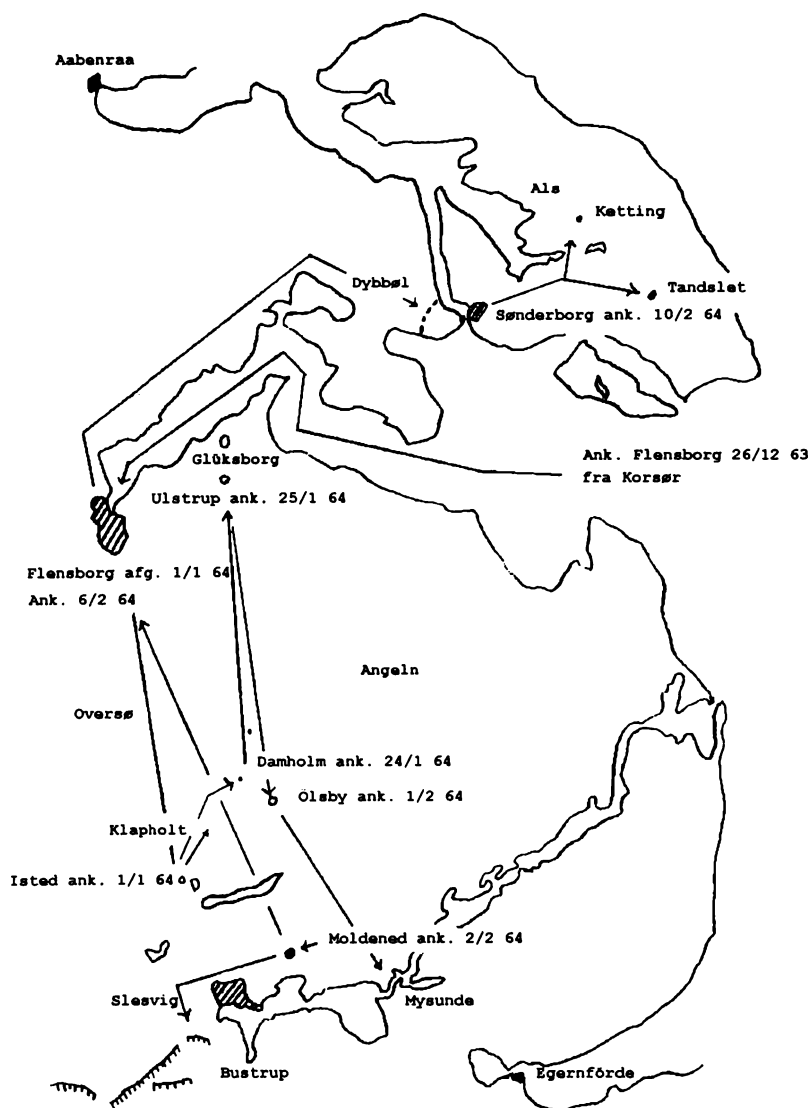 Aabenraa
Als
Ketting
Dybbøl
Tandslet
Sønderborg ank. 10/2 64
Ank. Flensborg 26/12 63
fra Korsør
Glüksborg
Ulstrup ank. 25/1 64
Flensborg afg. 1/1 64
Ank. 6/2 64
Angeln
Oversø
Damholm ank. 24/1 64
Ölsby ank. 1/2 64
Klapholt
Isted ank. 1/1 64
Moldened ank. 2/2 64
Slesvig
Mysunde
Bustrup
Egernförde